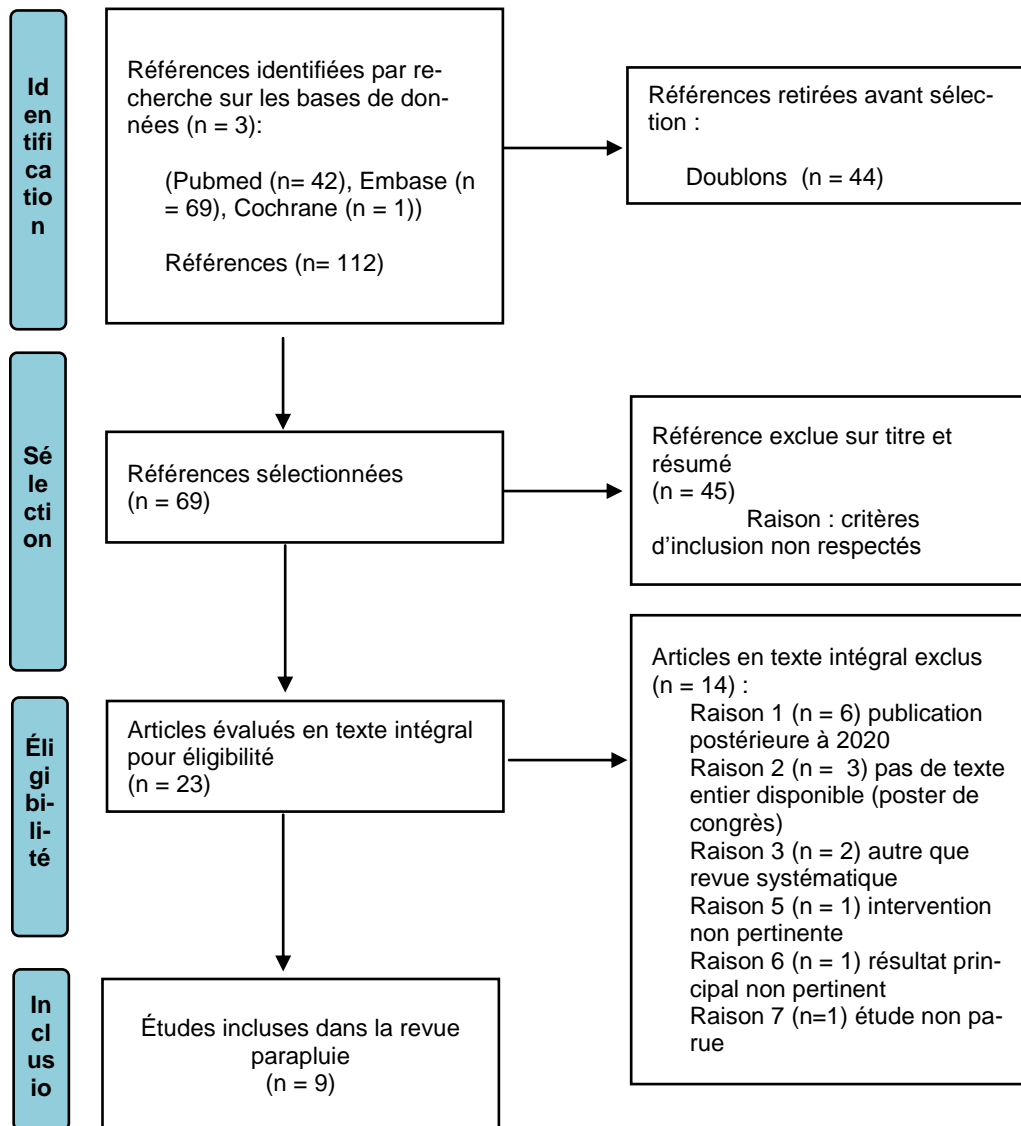 Id
en
tifi
ca
tio
n
Références identifiées par re-
cherche sur les bases de don-
nées (n = 3):
(Pubmed (n= 42), Embase (n
= 69), Cochrane (n = 1))
Références (n= 112)
Références retirées avant sélec-
tion :
Doublons (n = 44)
Sé
le
cti
on
Références sélectionnées
(n = 69)
Référence exclue sur titre et
résumé
(n = 45)
Raison : critères
d’inclusion non respectés
Éli
gi
bi-
li-
té
Articles évalués en texte intégral
pour éligibilité
(n = 23)
Articles en texte intégral exclus
(n = 14) :
Raison 1 (n = 6) publication
postérieure à 2020
Raison 2 (n = 3) pas de texte
entier disponible (poster de
congrès)
Raison 3 (n = 2) autre que
revue systématique
Raison 5 (n = 1) intervention
non pertinente
Raison 6 (n = 1) résultat prin-
cipal non pertinent
Raison 7 (n=1) étude non pa-
rue
In
cl
us
io
Études incluses dans la revue
parapluie
(n = 9)